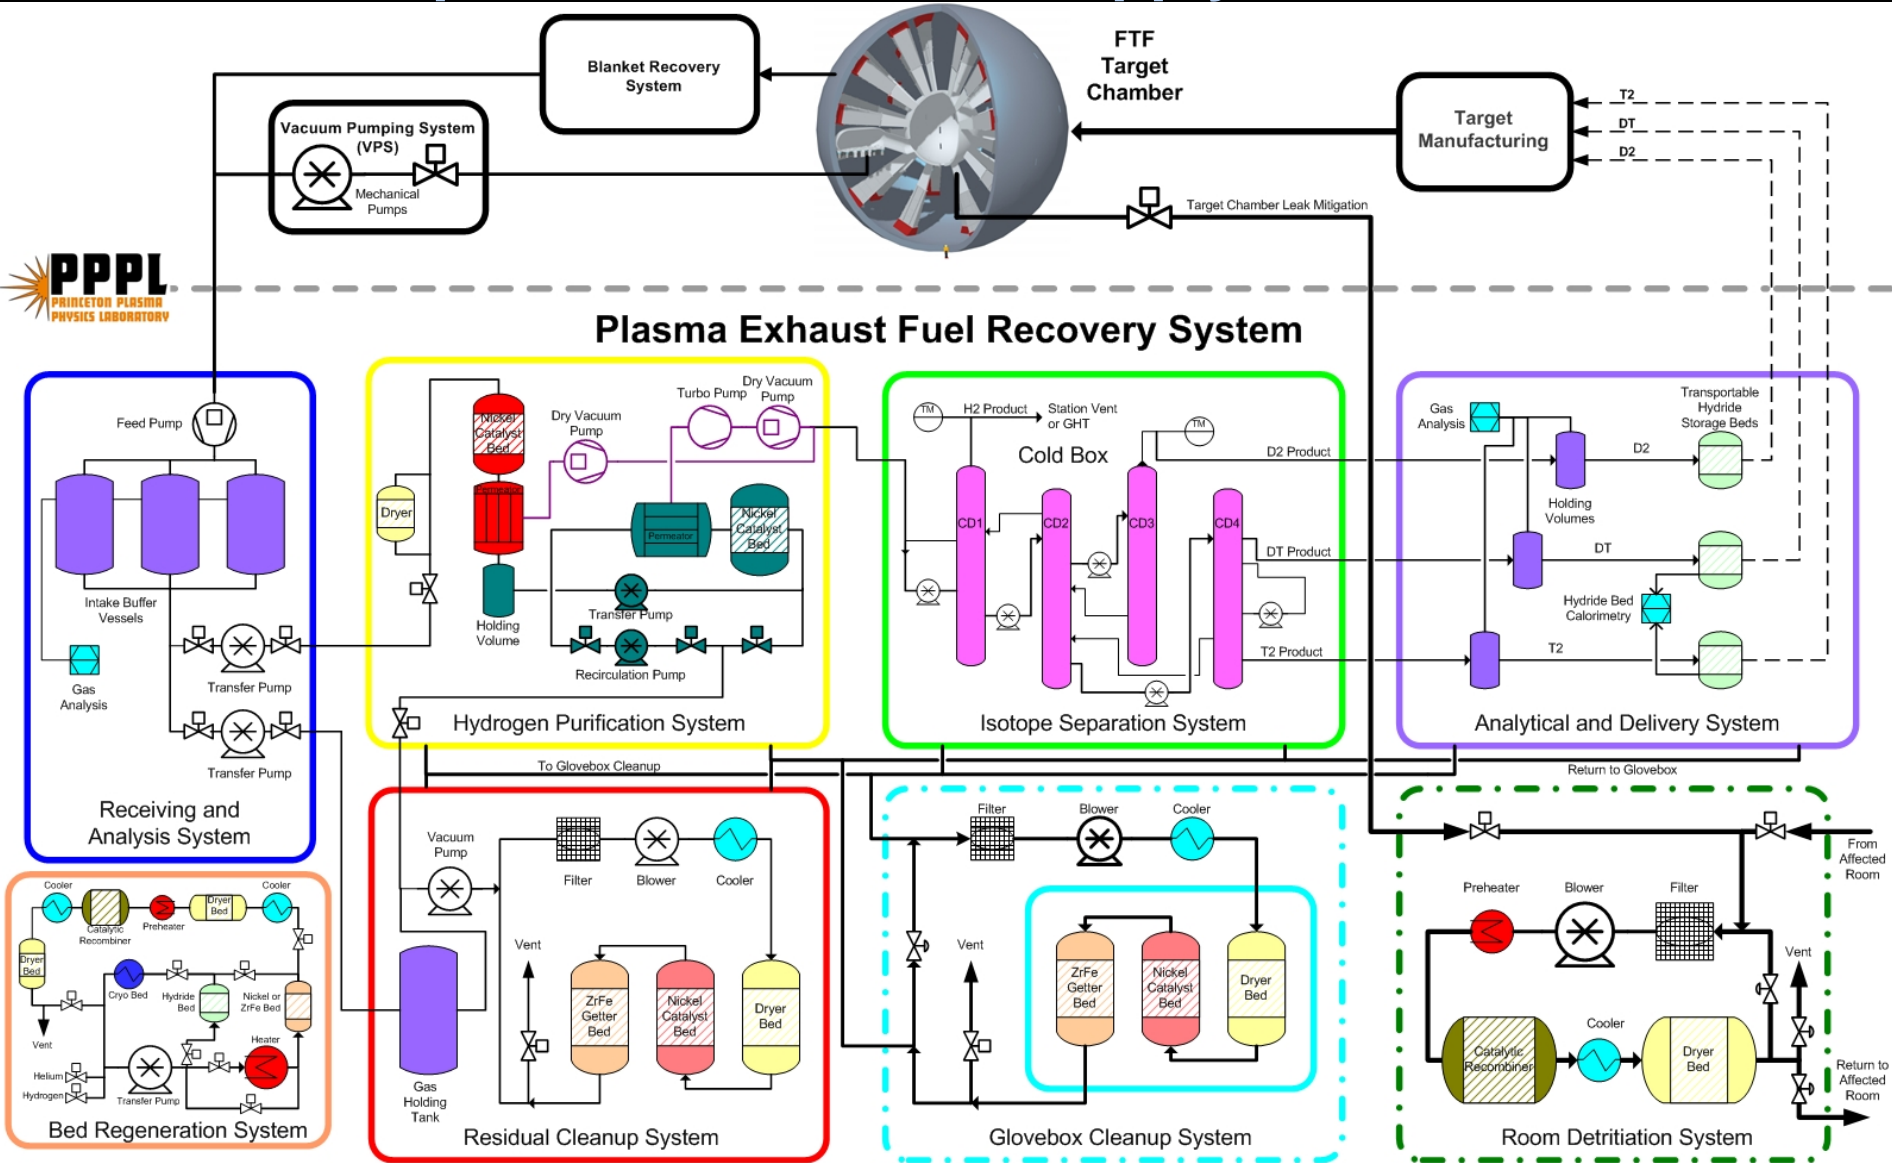 Blanket Recovery
System
FTF
Target
Chamber
Target
Manufacturing
T2
DT
D2
Vacuum Pumping System
(VPS)
Mechanical
Pumps
Target Chamber Leak Mitigation
PPPL
PRINCETON PLASMA
PHYSICS LABORATORY
Plasma Exhaust Fuel Recovery System
Feed Pump
Intake Buffer
Vessels
Gas
Analysis
Transfer Pump
Transfer Pump
Receiving and
Analysis System
Nickel
Catalyst
Bed
Permeator
Dryer
Dry Vacuum
Pump
Turbo Pump
Dry Vacuum
Pump
Permeator
Nickel
Catalyst
Bed
Holding
Volume
Transfer Pump
Recirculation Pump
Hydrogen Purification System
TM
H2 Product
Station Vent
or GHT
Cold Box
TM
CD1
CD2
CD3
CD4
D2 Product
DT Product
T2 Product
Isotope Separation System
Gas
Analysis
Transportable
Hydride
Storage Beds
D2
Holding
Volumes
DT
Hydride Bed
Calorimetry
T2
Analytical and Delivery System
To Glovebox Cleanup
Return to Glovebox
Cooler
Catalytic
Recombiner
Preheater
Dryer
Bed
Cooler
Dryer
Bed
Cryo Bed
Hydride
Bed
Nickel or
ZrFe Bed
Vent
Heater
Helium
Hydrogen
Transfer Pump
Bed Regeneration System
Vacuum
Pump
Filter
Blower
Cooler
Vent
ZrFe
Getter
Bed
Nickel
Catalyst
Bed
Dryer
Bed
Gas
Holding
Tank
Residual Cleanup System
Filter
Blower
Cooler
Vent
ZrFe
Getter
Bed
Nickel
Catalyst
Bed
Dryer
Bed
Glovebox Cleanup System
From
Affected
Room
Preheater
Blower
Filter
Vent
Catalytic
Recombiner
Cooler
Dryer
Bed
Return to
Affected
Room
Room Detritiation System